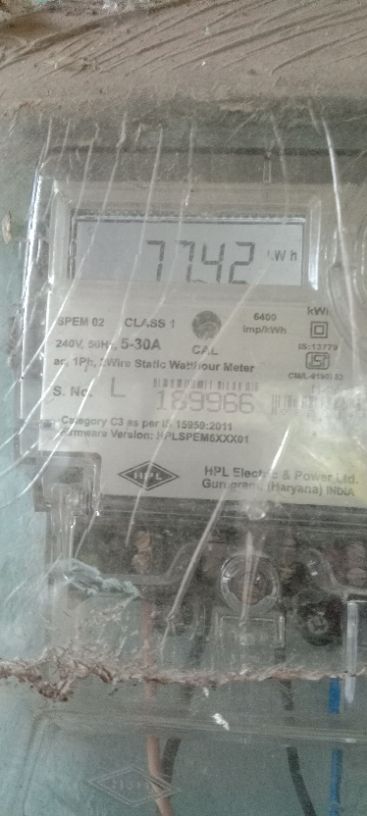 7742 kWh
SPEM 02 CLASS 1 6400 imp/kWh kWh
240V, 50Hz, 5-30A CAL IS:13779
ac, 1Ph, 2Wire Static Watthour Meter
S. No. L 189966
Category C3 as per IS 15959:2011
Firmware Version: HPLSPEM6XXX01
HPL
HPL Electric & Power Ltd.
Gurugram, (Haryana) INDIA